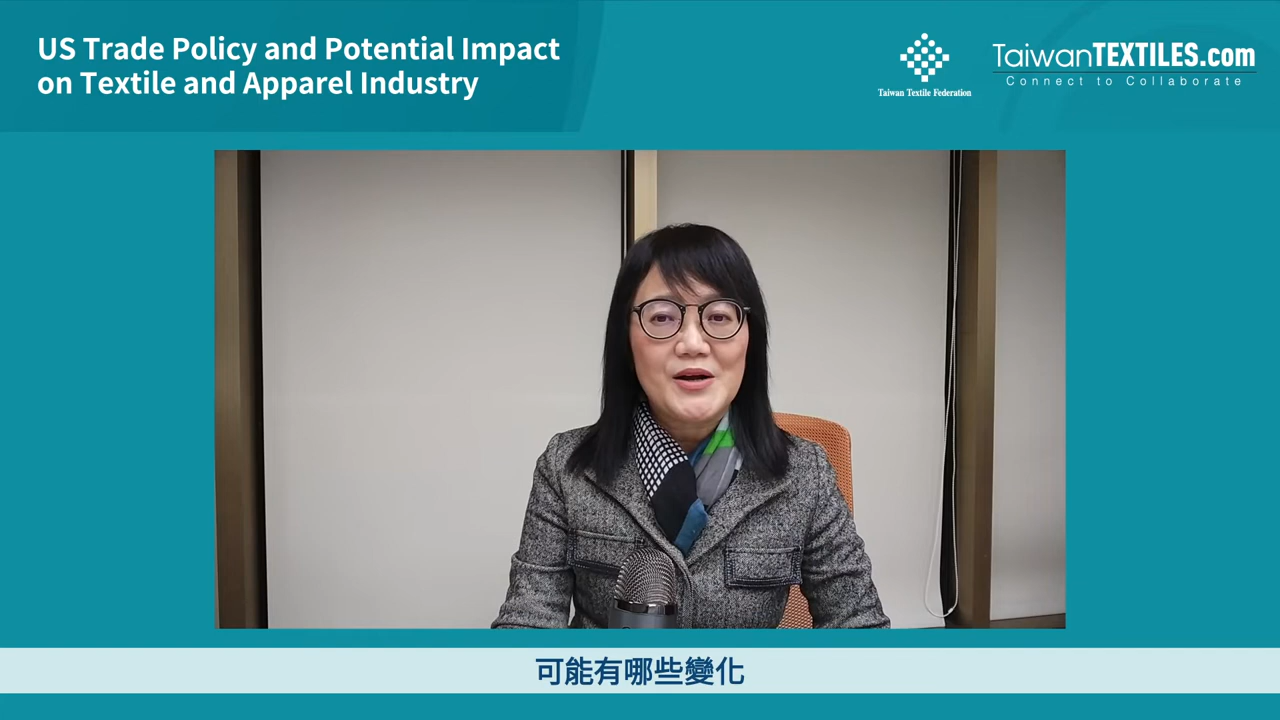 US Trade Policy and Potential Impact
on Textile and Apparel Industry
Taiwan Textile Federation
TaiwanTEXTILES.com
Connect to Collaborate
可能有哪些變化